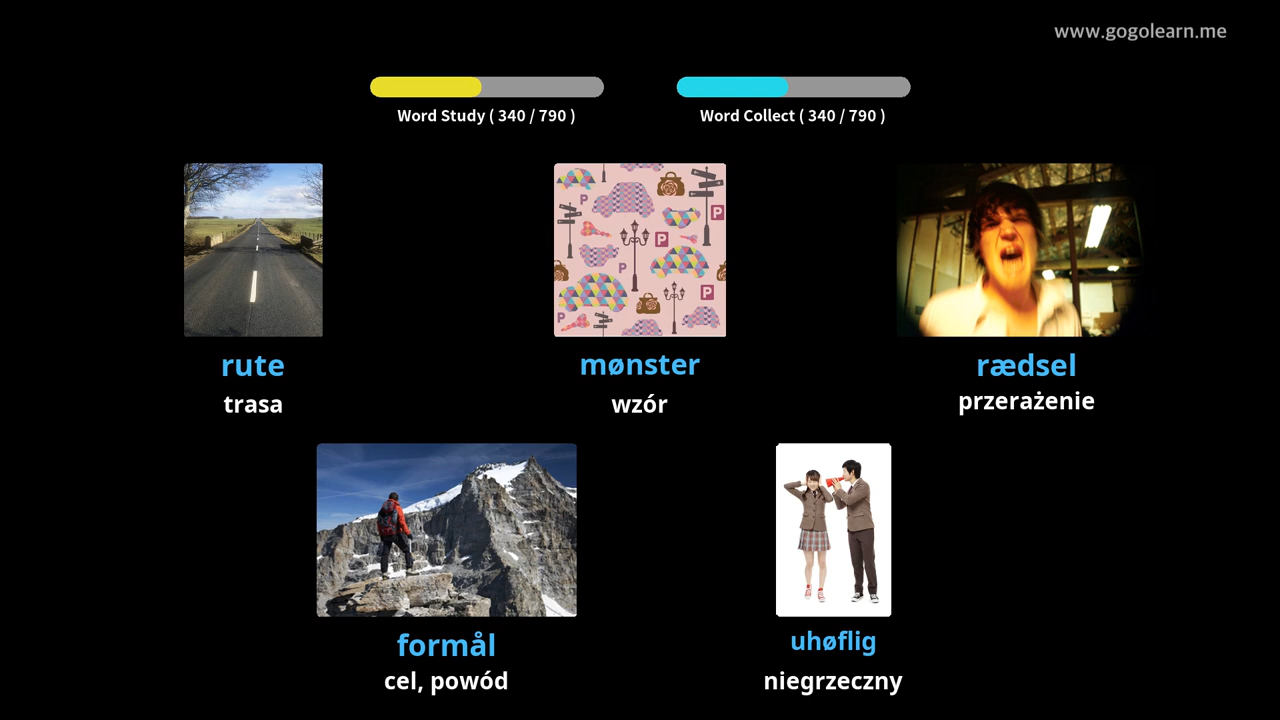 www.gogolearn.me
Word Study ( 340 / 790 )
Word Collect ( 340 / 790 )
P
P
P
P
P
P
rute
mønster
rædsel
trasa
wzór
przerażenie
formål
uhøflig
cel, powód
niegrzeczny